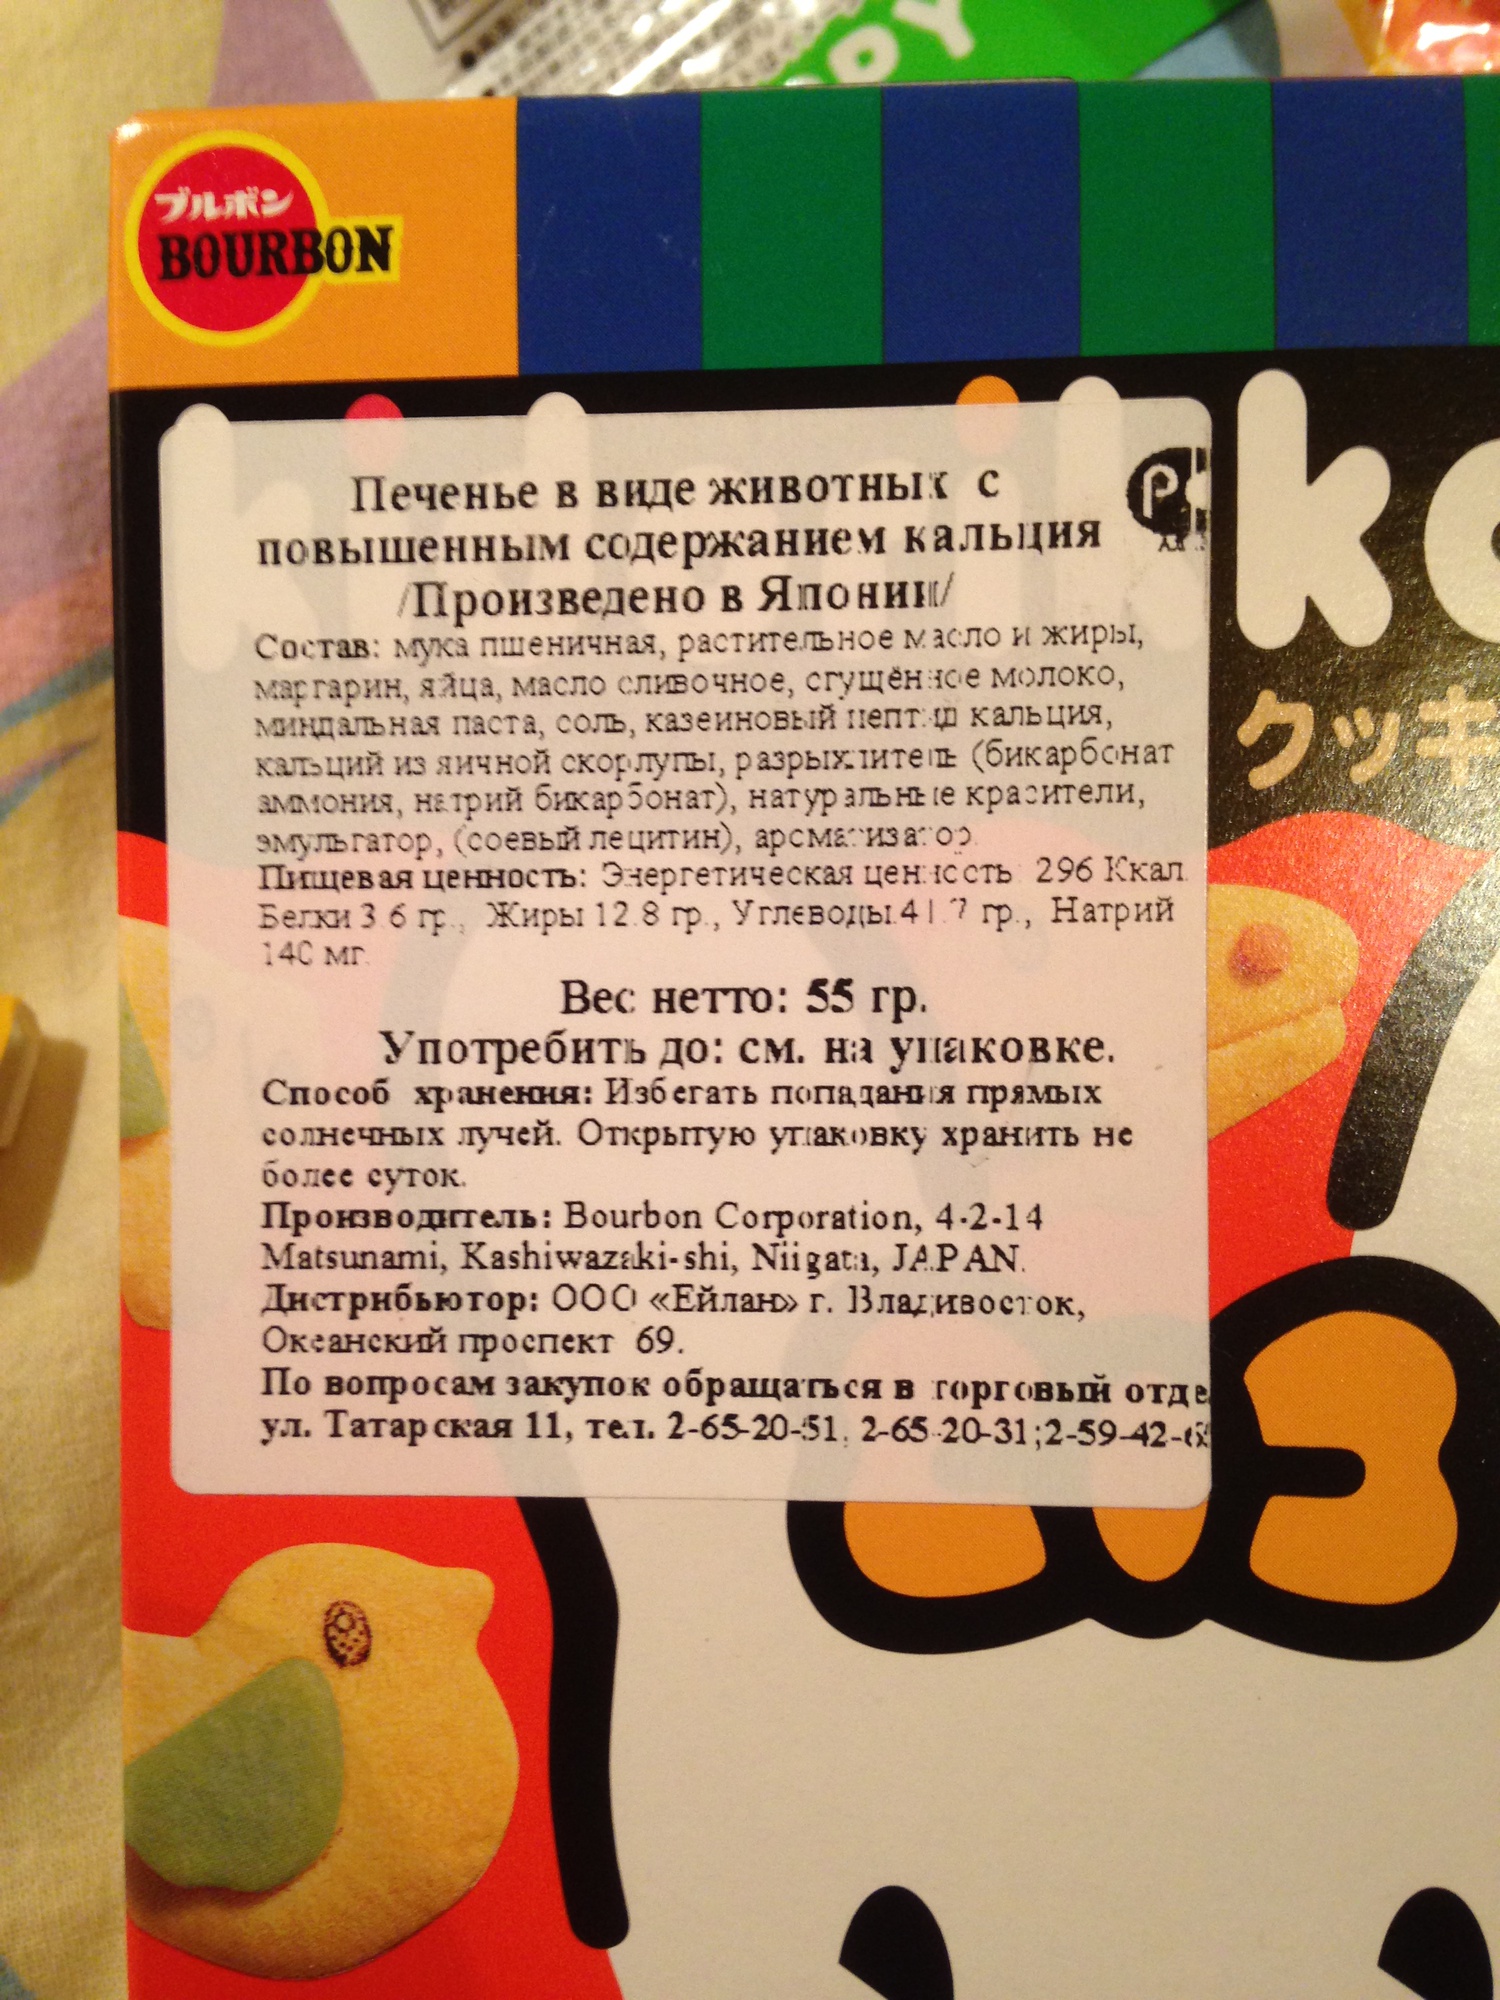 PY
ブルボン
BOURBON
ko
クッキ
Печенье в виде животных с
повышенным содержанием кальция
/Произведено в Японии/
Состав: мука пшеничная, растительное масло и жиры,
маргарин, яйца, масло сливочное, сгущённое молоко,
миндальная паста, соль, казеиновый пептид кальция,
кальций из яичной скорлупы, разрыхлитель (бикарбонат
аммония, натрий бикарбонат), натуральные красители,
эмульгатор, (соевый лецитин), ароматизатор.
Пищевая ценность: Энергетическая ценность 296 Ккал.
Белки 3.6 гр., Жиры 12.8 гр., Углеводы.41.7 гр., Натрий
140 мг.
Вес нетто: 55 гр.
Употребить до: см. на упаковке.
Способ хранения: Избегать попадания прямых
солнечных лучей. Открытую упаковку хранить не
более суток.
Производитель: Bourbon Corporation, 4-2-14
Matsunami, Kashiwazaki-shi, Niigata, JAPAN.
Дистрибьютор: ООО «Ейлан» г. Владивосток,
Океанский проспект 69.
По вопросам закупок обращаться в торговый отде
ул. Татарская 11, тел. 2-65-20-51, 2-65-20-31;2-59-42-